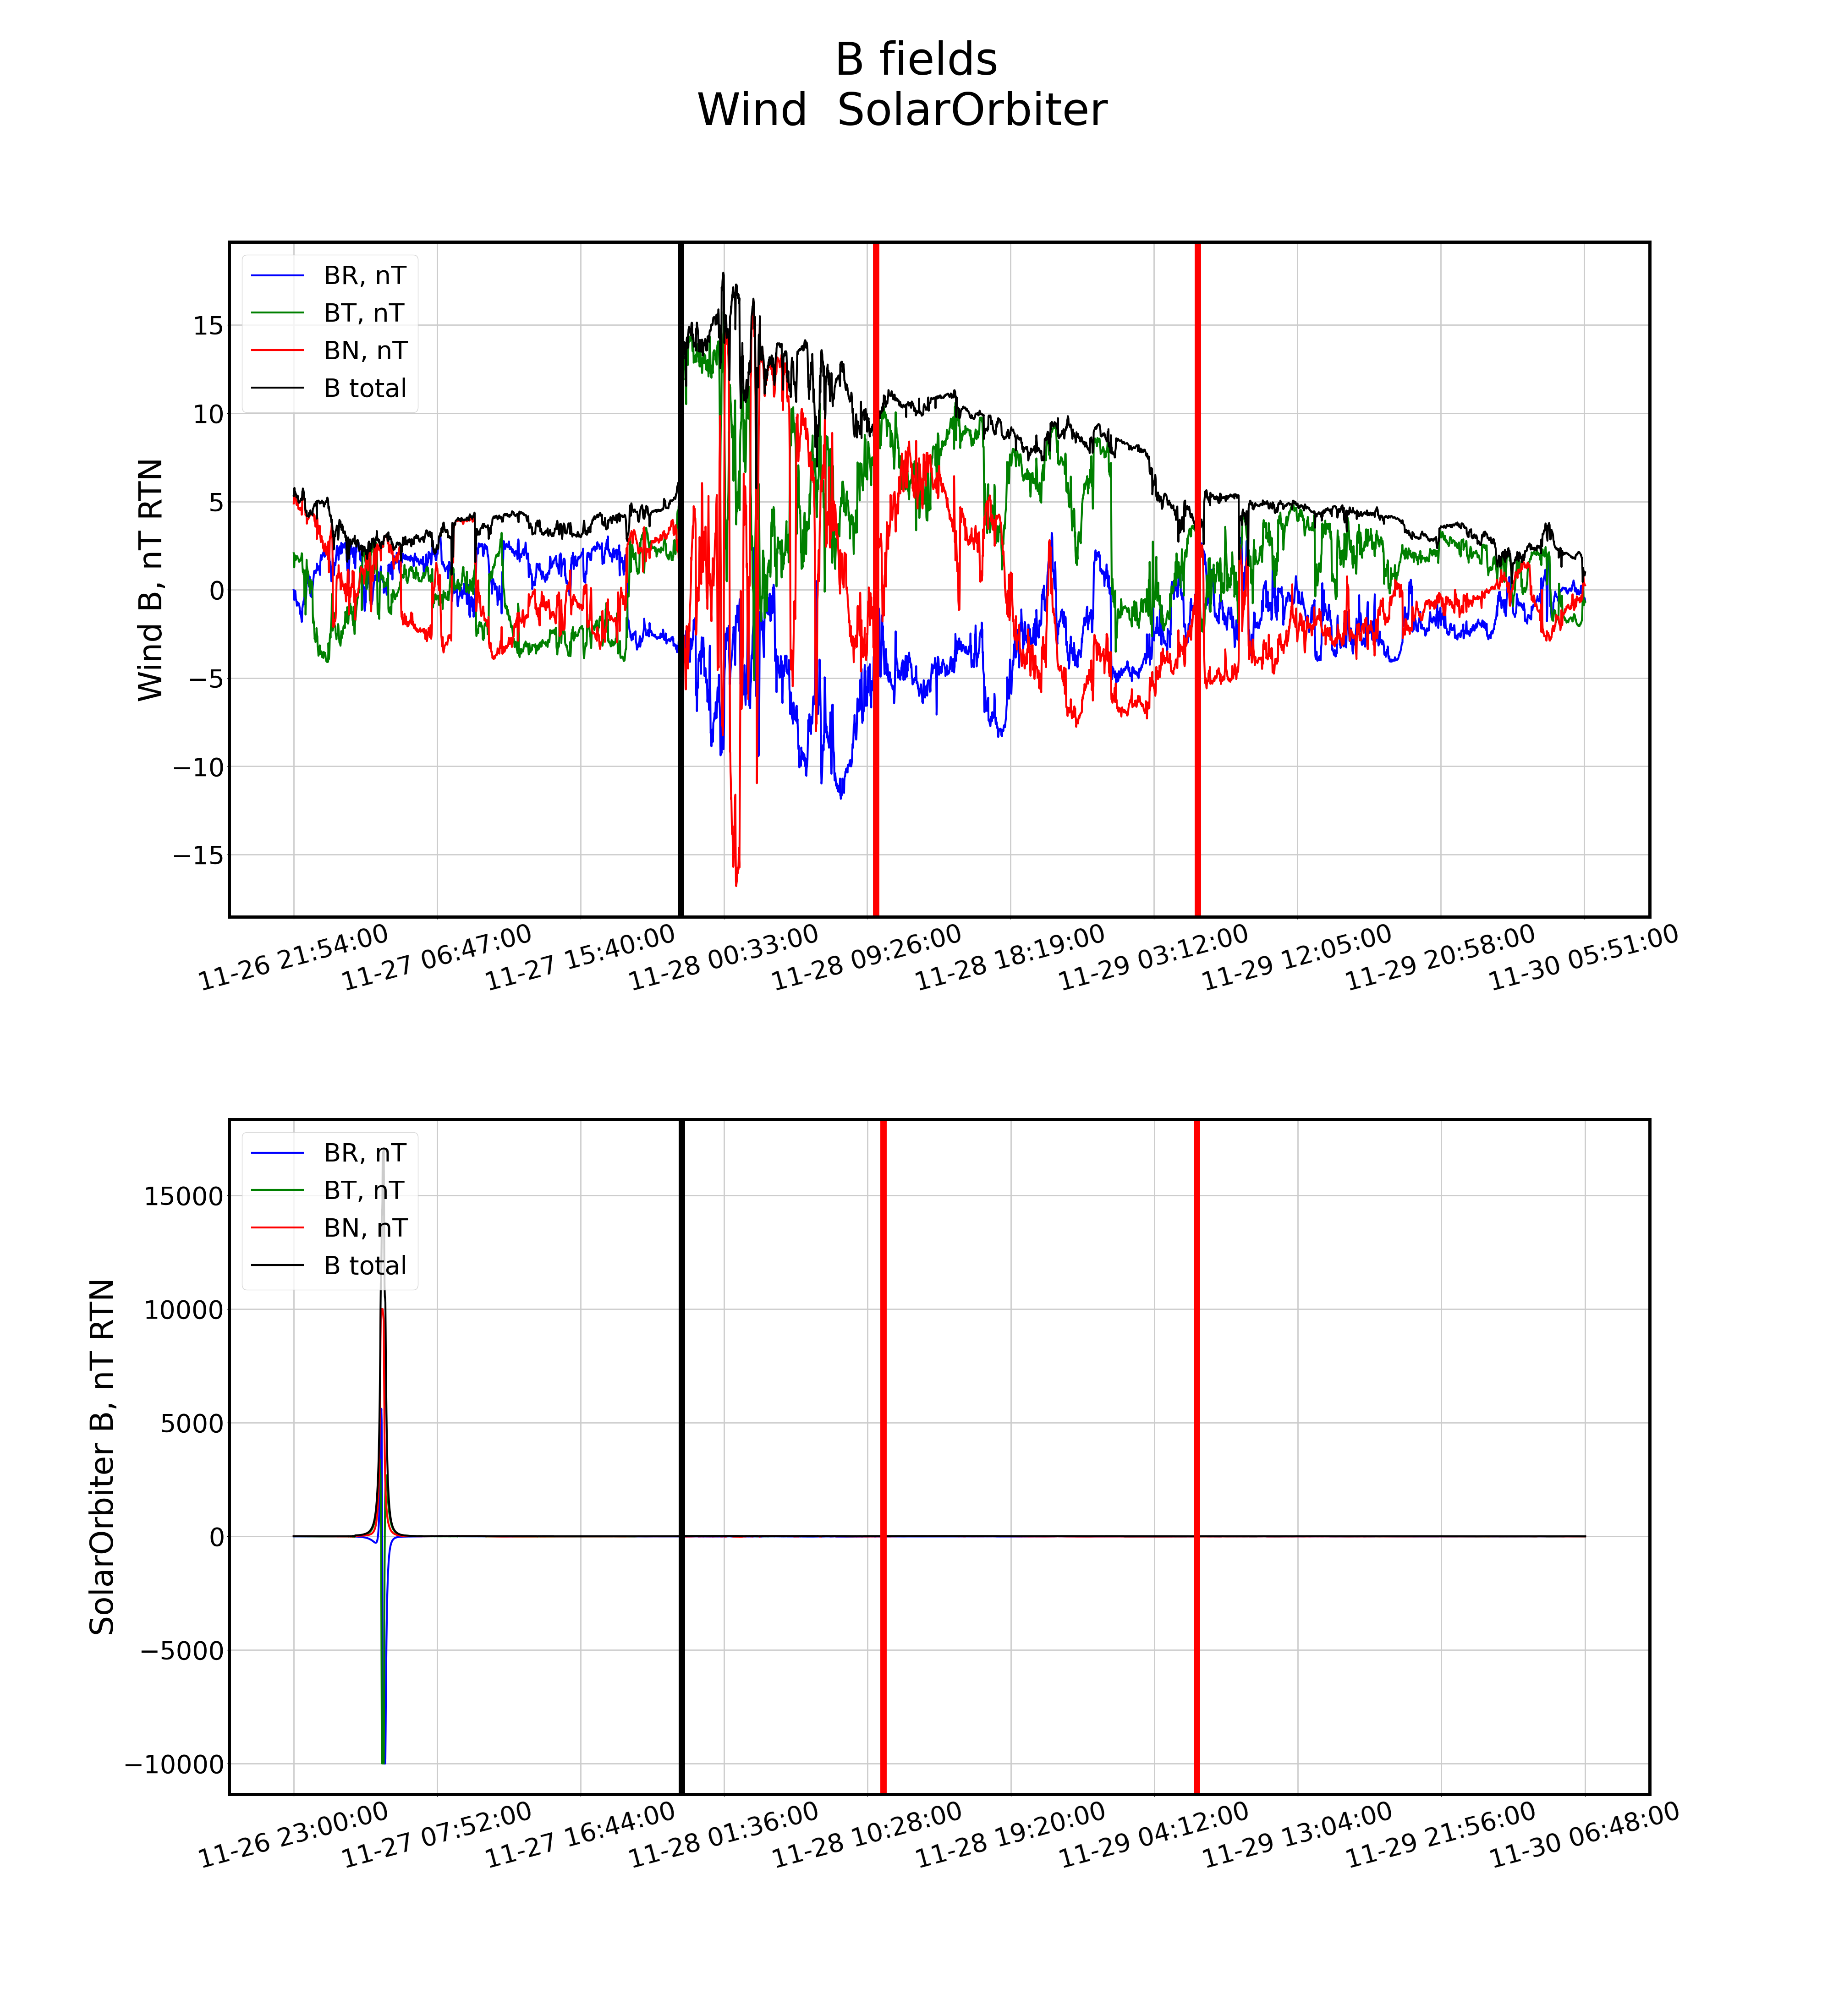 B fields
Wind  SolarOrbiter
BR, nT
BT, nT
BN, nT
B total
Wind B, nT RTN
15
10
5
0
−5
−10
−15
11-26 21:54:00
11-27 06:47:00
11-27 15:40:00
11-28 00:33:00
11-28 09:26:00
11-28 18:19:00
11-29 03:12:00
11-29 12:05:00
11-29 20:58:00
11-30 05:51:00
BR, nT
BT, nT
BN, nT
B total
SolarOrbiter B, nT RTN
15000
10000
5000
0
−5000
−10000
11-26 23:00:00
11-27 07:52:00
11-27 16:44:00
11-28 01:36:00
11-28 10:28:00
11-28 19:20:00
11-29 04:12:00
11-29 13:04:00
11-29 21:56:00
11-30 06:48:00